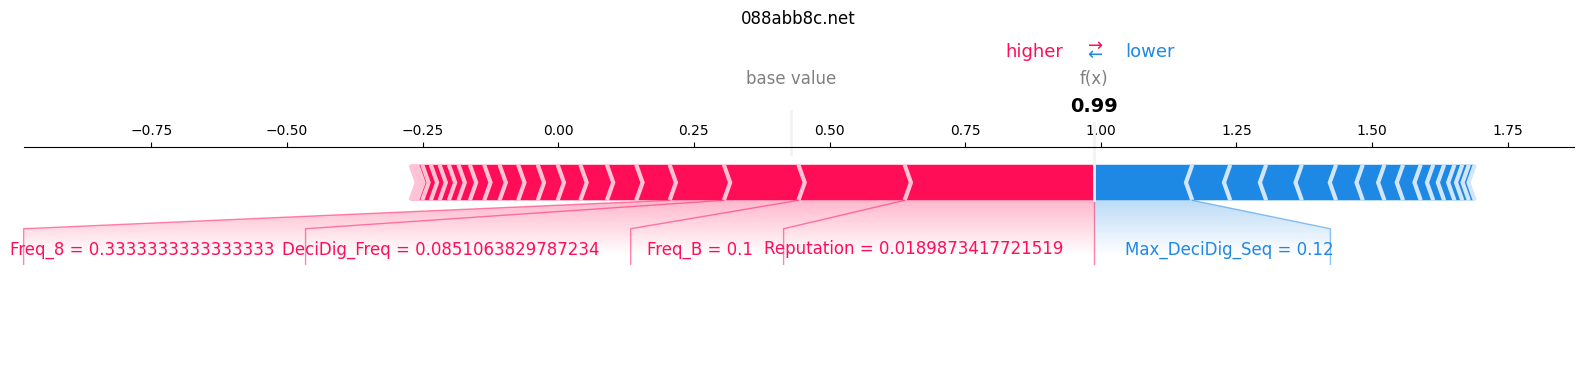 088abb8c.net
higher ⇄ lower
base value f(x)
0.99
−0.75 −0.50 −0.25 0.00 0.25 0.50 0.75 1.00 1.25 1.50 1.75
Freq_8 = 0.3333333333333333 DeciDig_Freq = 0.0851063829787234 Freq_B = 0.1 Reputation = 0.0189873417721519 Max_DeciDig_Seq = 0.12